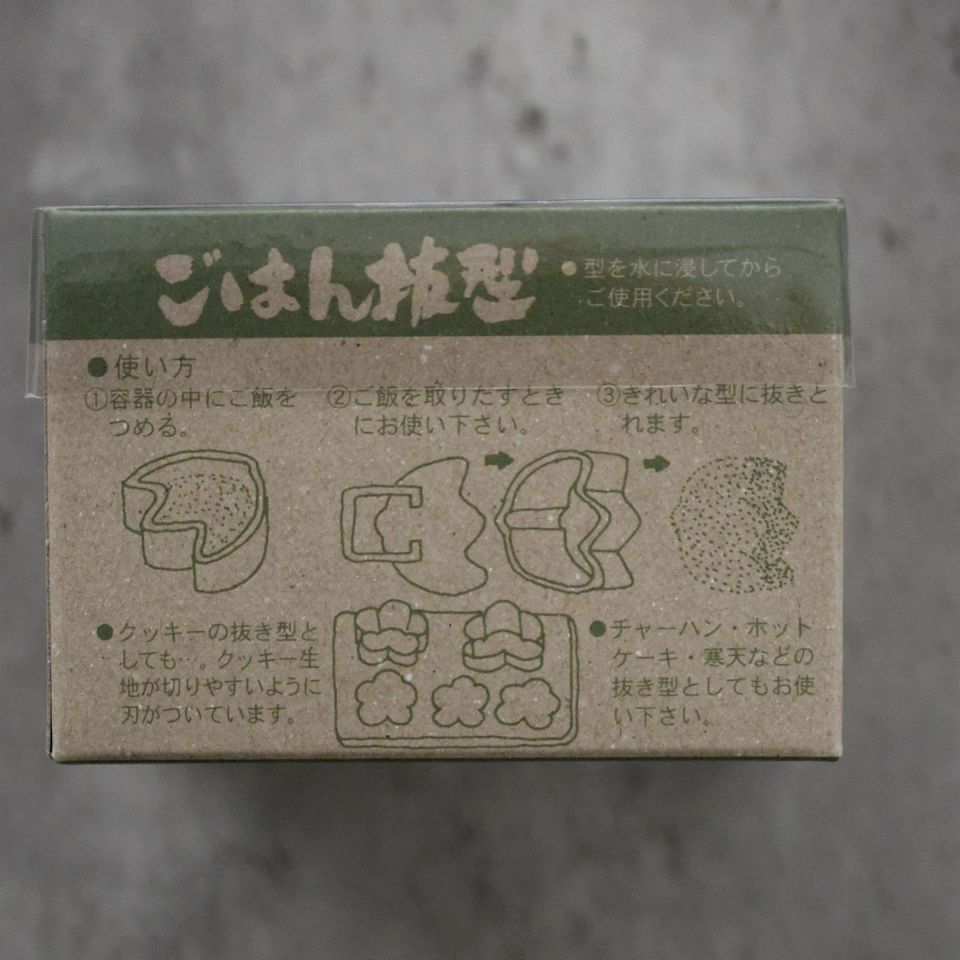 ごはん抜型
●型を水に浸してから
ご使用ください。
●使い方
①容器の中にご飯を
つめる。
②ご飯を取りだすとき
にお使い下さい。
③きれいな型に抜きと
れます。
●クッキーの抜き型と
しても…。クッキー生
地が切りやすいように
刃がついています。
●チャーハン・ホット
ケーキ・寒天などの
抜き型としてもお使
い下さい。